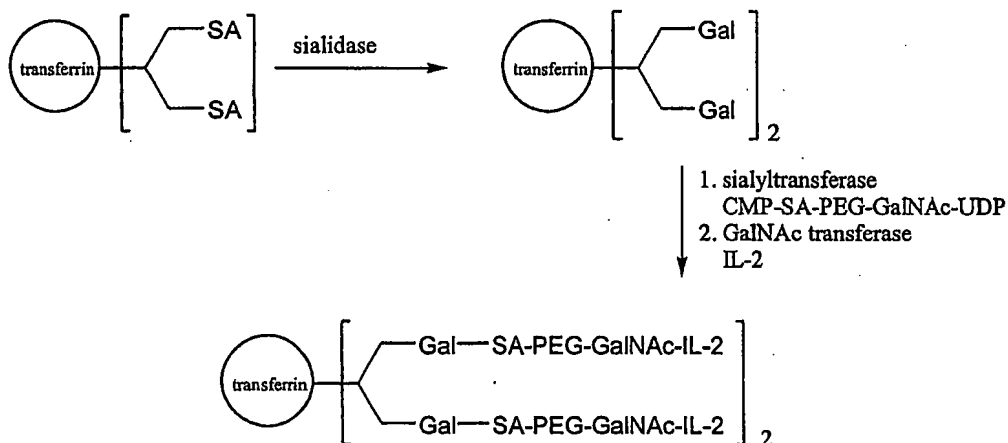 SA
transferrin
SA
sialidase
Gal
transferrin
Gal
2
1. sialyltransferase
CMP-SA-PEG-GalNAc-UDP
2. GalNAc transferase
IL-2
Gal—SA-PEG-GalNAc-IL-2
transferrin
Gal—SA-PEG-GalNAc-IL-2
2